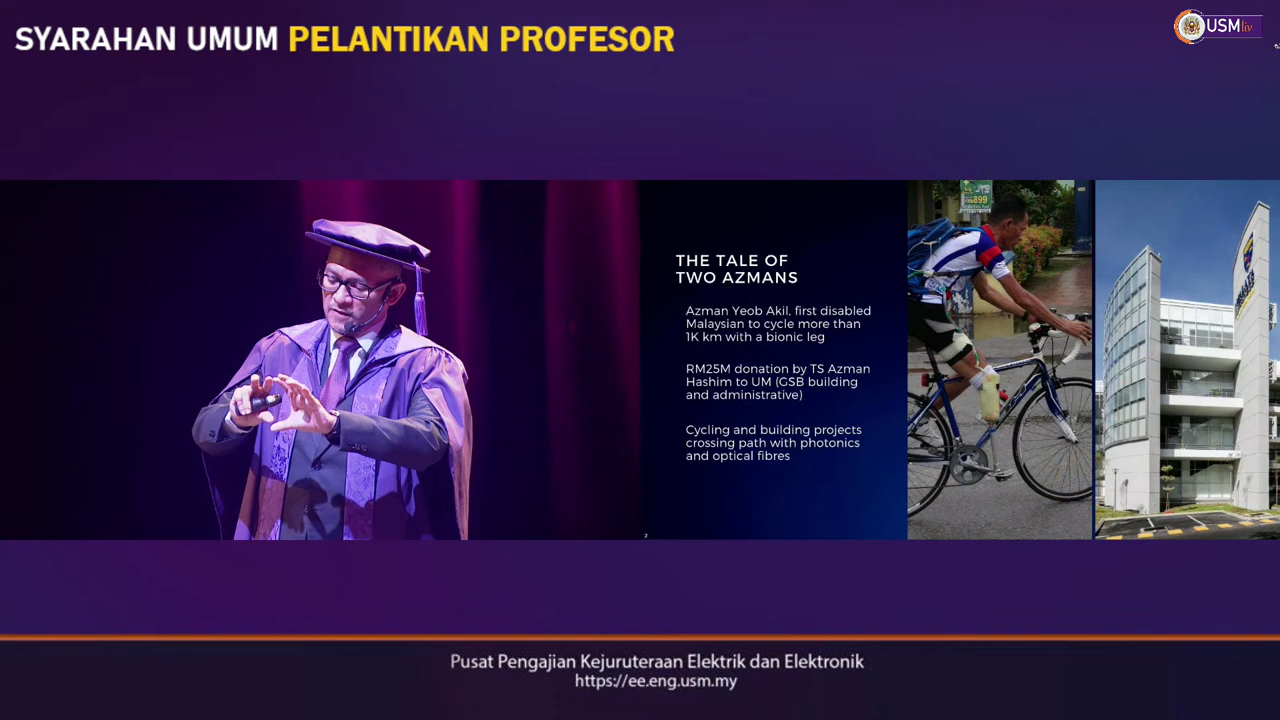 SYARAHAN UMUM PELANTIKAN PROFESOR
USMliv
THE TALE OF
TWO AZMANS
Azman Yeob Akil, first disabled
Malaysian to cycle more than
1K km with a bionic leg
RM25M donation by TS Azman
Hashim to UM (GSB building
and administrative)
Cycling and building projects
crossing path with photonics
and optical fibres
2
899
Pusat Pengajian Kejuruteraan Elektrik dan Elektronik
https://ee.eng.usm.my